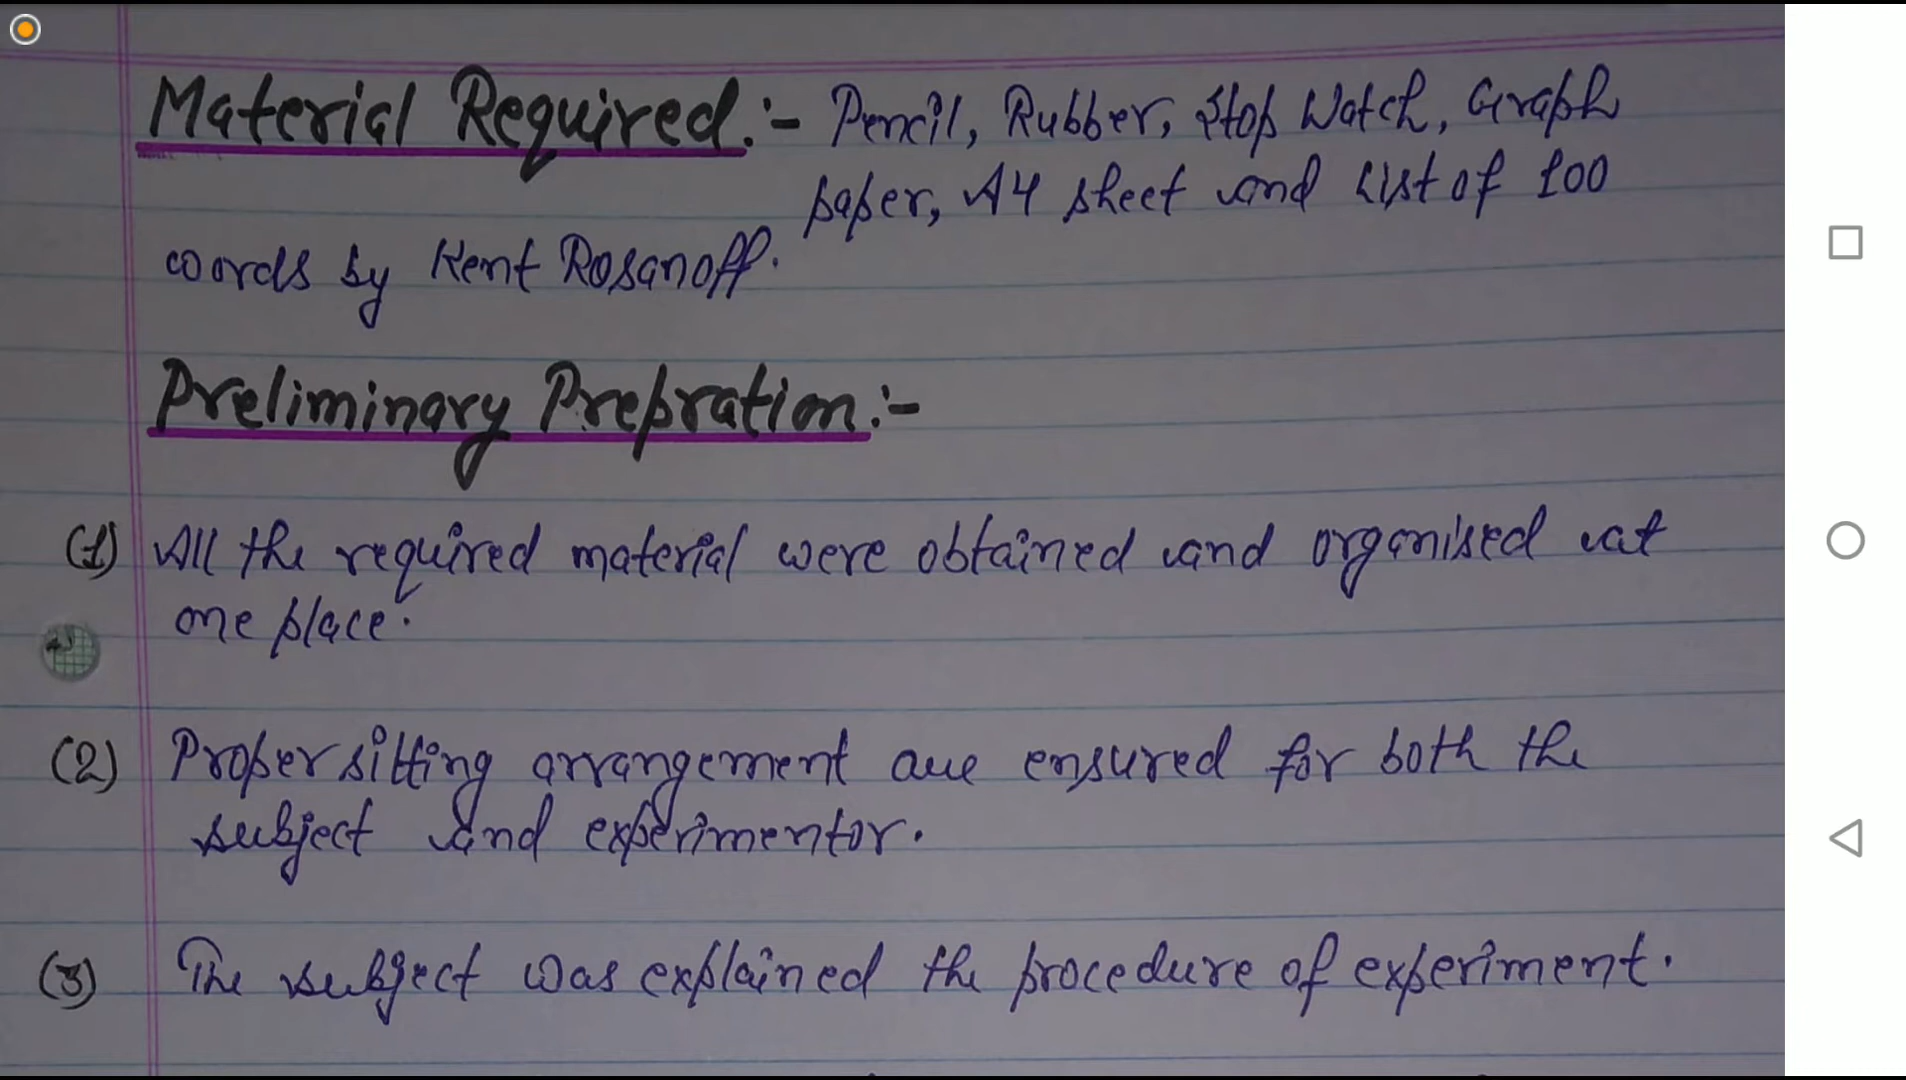 Material Required:- Pencil, Rubber, Stop Watch, Graph
paper, A4 sheet and List of 100
words by Kent Rosanoff.
Preliminary Prepration:-
(1) All the required material were obtained and organised at
one place.
(2) Proper sitting arrangement are ensured for both the
subject and experimentor.
(3) The subject was explained the procedure of experiment.